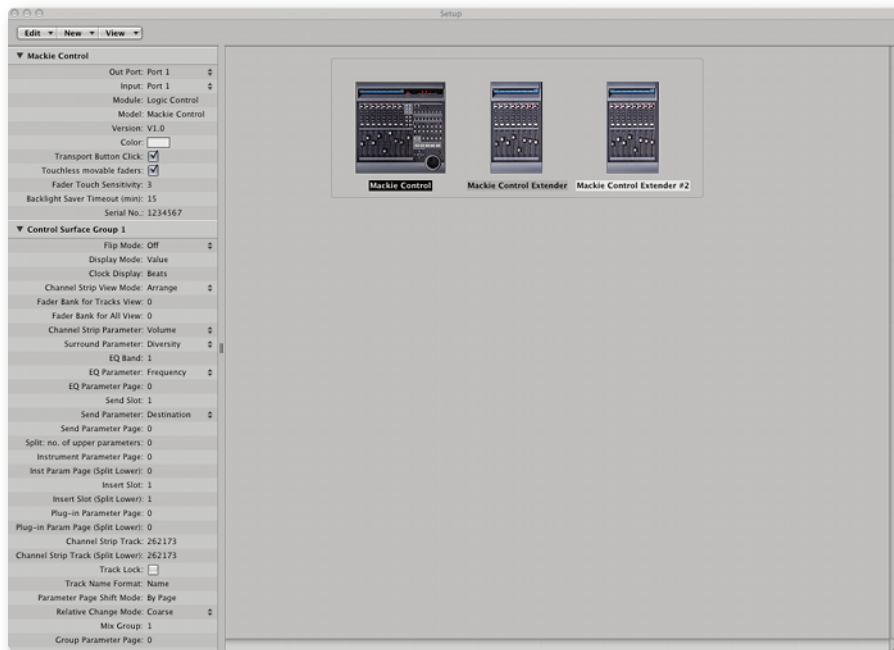 Setup
Edit New View
Mackie Control
Out Port: Port 1
Input: Port 1
Module: Logic Control
Model: Mackie Control
Version: V1.0
Color:
Transport Button Click:
Touchless movable faders:
Fader Touch Sensitivity: 3
Backlight Saver Timeout (min): 15
Serial No.: 1234567
Control Surface Group 1
Flip Mode: Off
Display Mode: Value
Clock Display: Beats
Channel Strip View Mode: Arrange
Fader Bank for Tracks View: 0
Fader Bank for All View: 0
Channel Strip Parameter: Volume
Surround Parameter: Diversity
EQ Band: 1
EQ Parameter: Frequency
EQ Parameter Page: 0
Send Slot: 1
Send Parameter: Destination
Send Parameter Page: 0
Split: no. of upper parameters: 0
Instrument Parameter Page: 0
Inst Param Page (Split Lower): 0
Insert Slot: 1
Insert Slot (Split Lower): 1
Plug-in Parameter Page: 0
Plug-in Param Page (Split Lower): 0
Channel Strip Track: 262173
Channel Strip Track (Split Lower): 262173
Track Lock:
Track Name Format: Name
Parameter Page Shift Mode: By Page
Relative Change Mode: Coarse
Mix Group: 1
Group Parameter Page: 0
Mackie Control Mackie Control Extender Mackie Control Extender #2